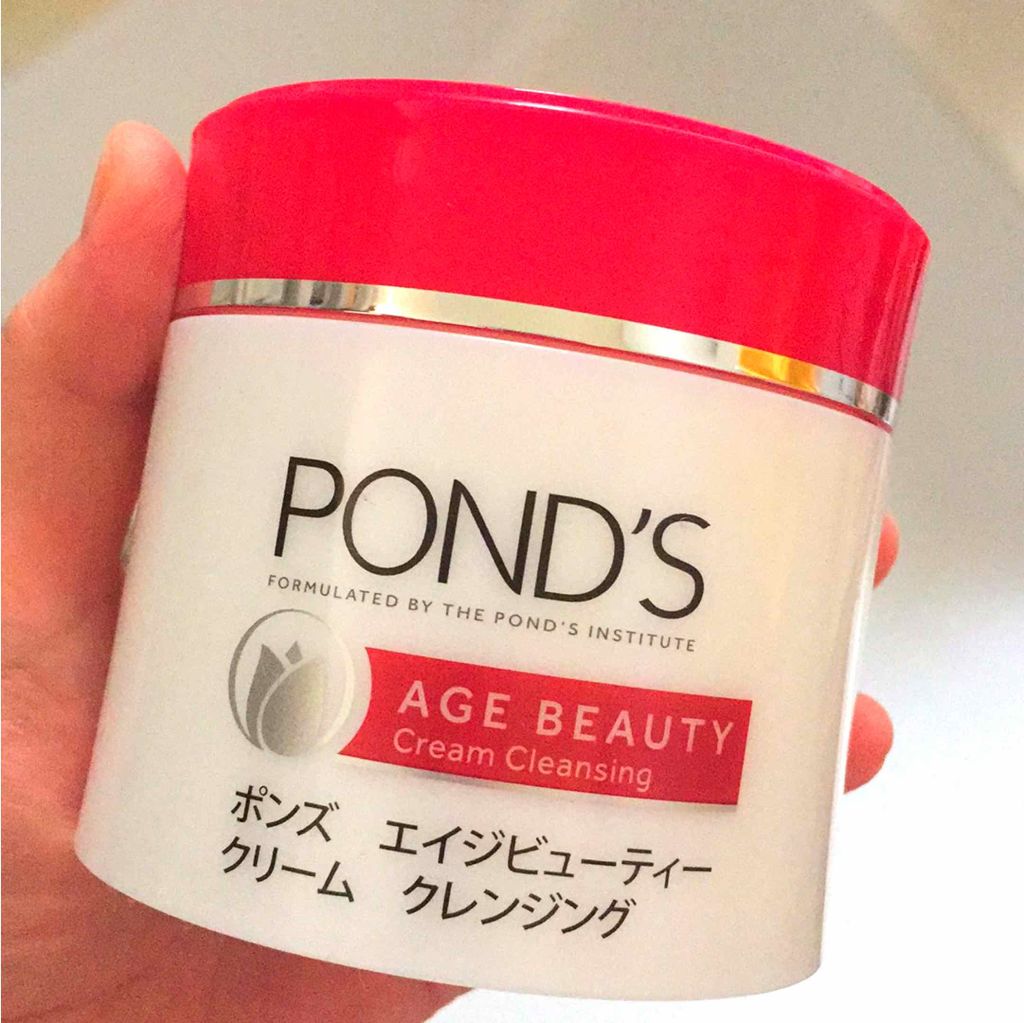 POND'S
FORMULATED BY THE POND'S INSTITUTE
AGE BEAUTY
Cream Cleansing
ポンズ エイジビューティー
クリーム クレンジング